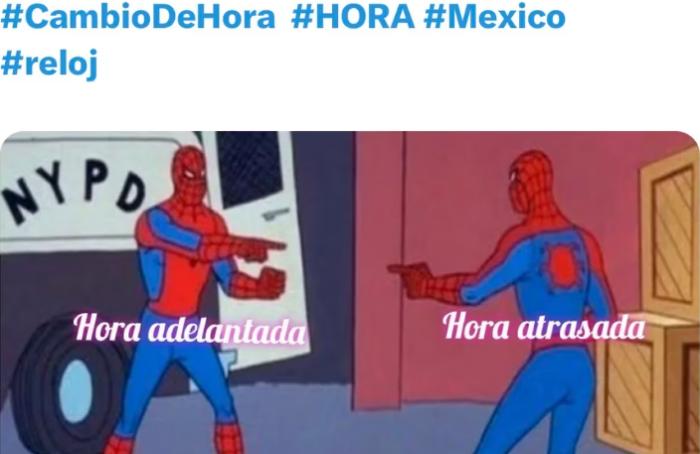 #CambioDeHora #HORA #Mexico
#reloj
NYPD
Hora adelantada
Hora atrasada